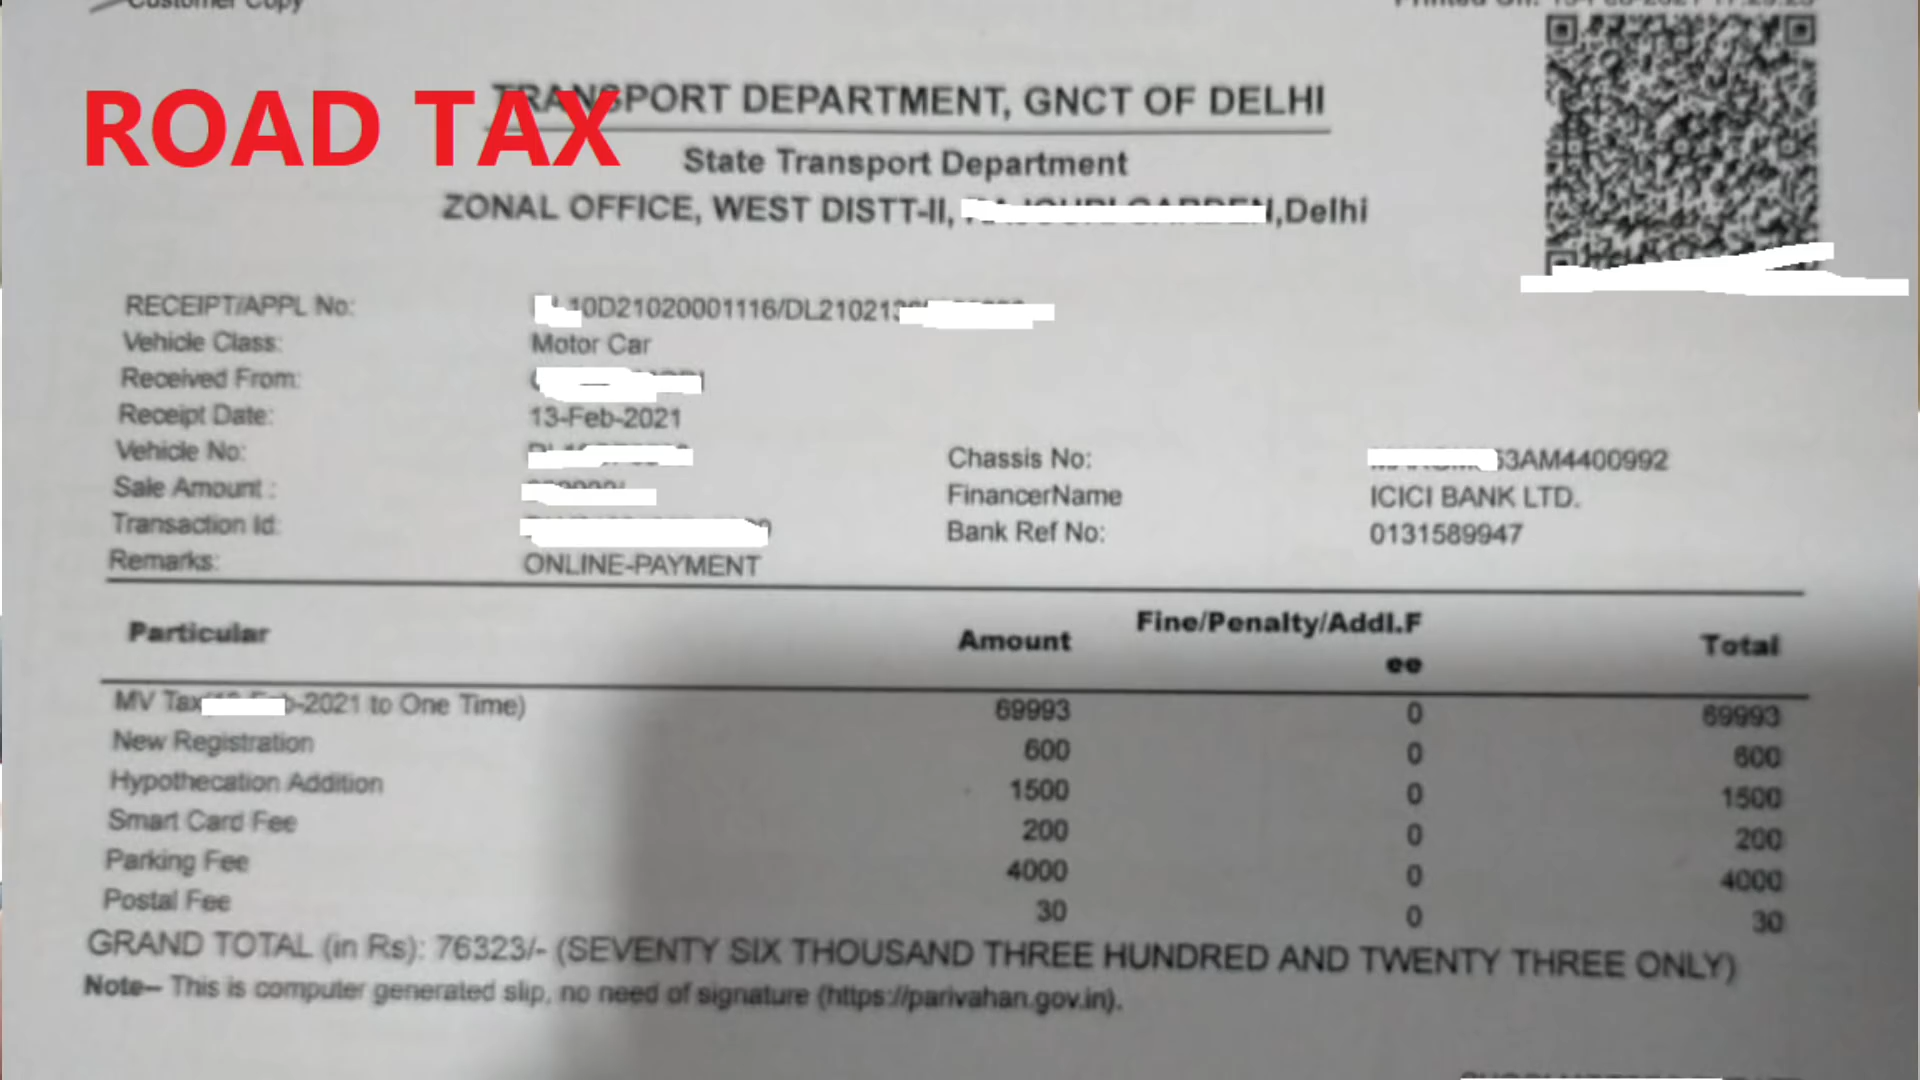 Customer Copy
ROAD TAX
TRANSPORT DEPARTMENT, GNCT OF DELHI
State Transport Department
ZONAL OFFICE, WEST DISTT-II, ,Delhi
RECEIPT/APPL No: 10D21020001116/DL210213
Vehicle Class: Motor Car
Received From:
Receipt Date: 13-Feb-2021
Vehicle No: Chassis No: 63AM4400992
Sale Amount : FinancerName ICICI BANK LTD.
Transaction Id: Bank Ref No: 0131589947
Remarks: ONLINE-PAYMENT
Particular Amount Fine/Penalty/Addl.F
ee Total
MV Tax -2021 to One Time) 69993 0 69993
New Registration 600 0 600
Hypothecation Addition 1500 0 1500
Smart Card Fee 200 0 200
Parking Fee 4000 0 4000
Postal Fee 30 0 30
GRAND TOTAL (in Rs): 76323/- (SEVENTY SIX THOUSAND THREE HUNDRED AND TWENTY THREE ONLY)
Note– This is computer generated slip, no need of signature (https://parivahan.gov.in).